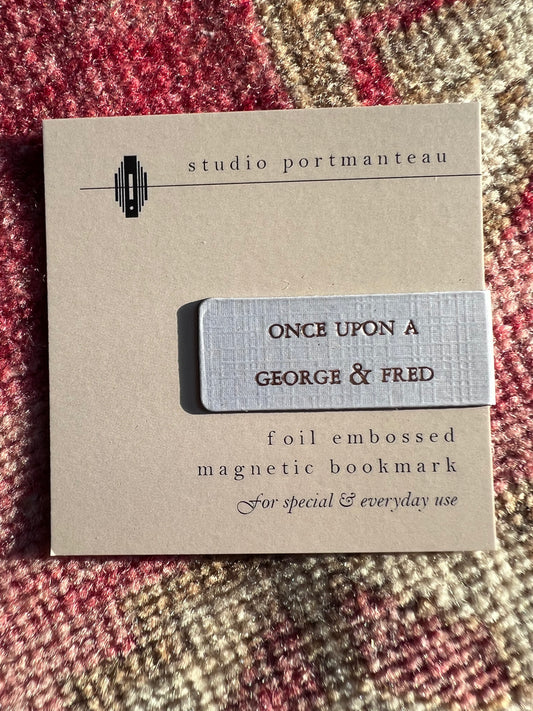 studio portmanteau
ONCE UPON A
GEORGE & FRED
foil embossed
magnetic bookmark
for special & everyday use